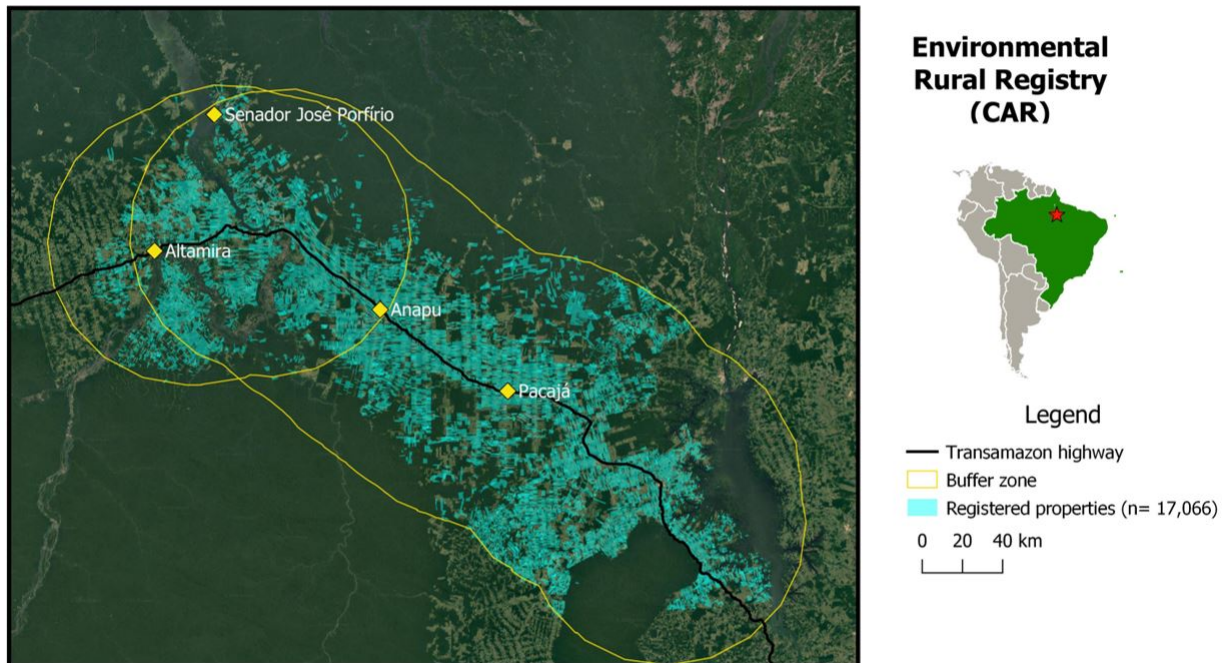 Senador José Porfírio
Altamira
Anapu
Pacajá
Environmental
Rural Registry
(CAR)
Legend
Transamazon highway
Buffer zone
Registered properties (n= 17,066)
0 20 40 km